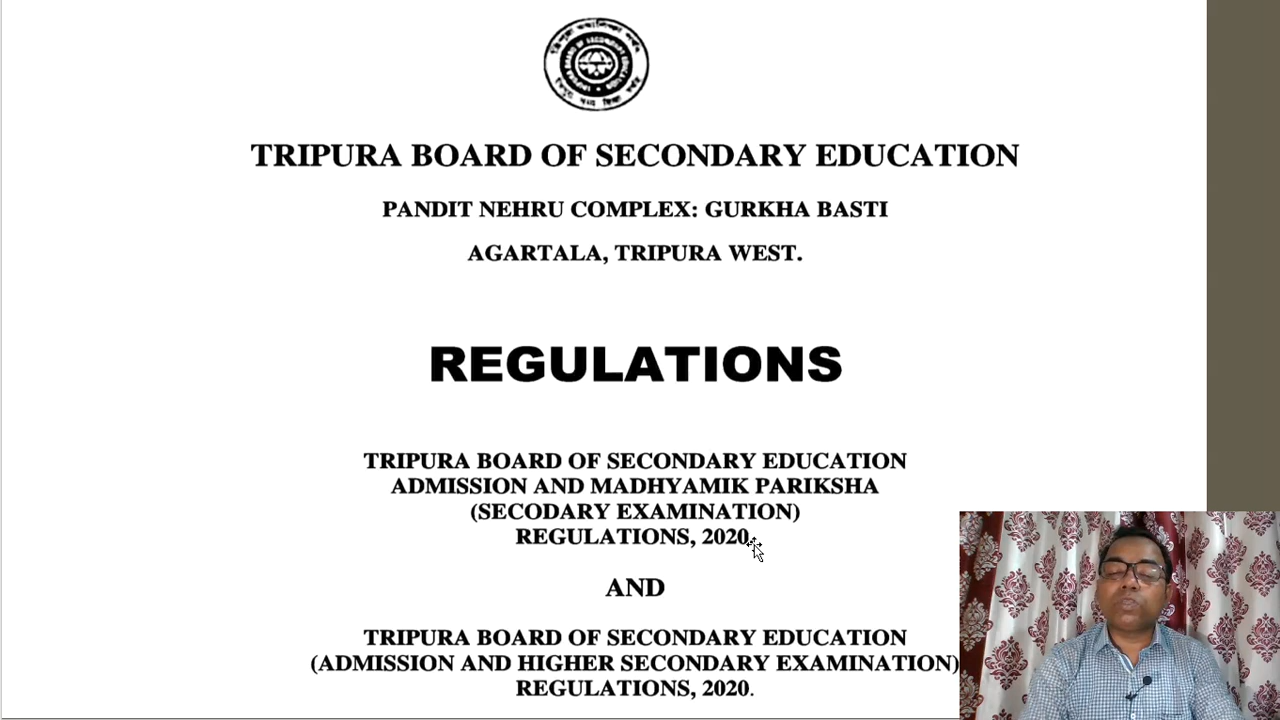 TRIPURA BOARD OF SECONDARY EDUCATION
PANDIT NEHRU COMPLEX: GURKHA BASTI
AGARTALA, TRIPURA WEST.
REGULATIONS
TRIPURA BOARD OF SECONDARY EDUCATION
ADMISSION AND MADHYAMIK PARIKSHA
(SECODARY EXAMINATION)
REGULATIONS, 2020.
AND
TRIPURA BOARD OF SECONDARY EDUCATION
(ADMISSION AND HIGHER SECONDARY EXAMINATION)
REGULATIONS, 2020.